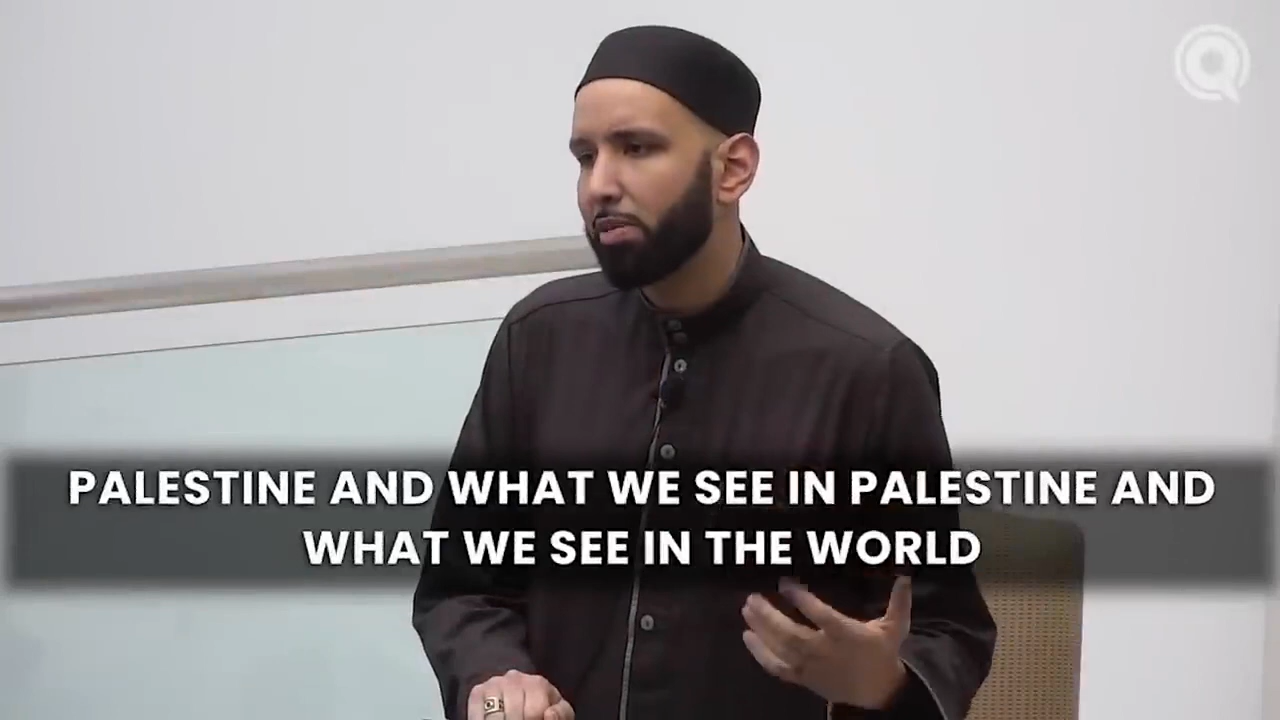 PALESTINE AND WHAT WE SEE IN PALESTINE AND
WHAT WE SEE IN THE WORLD